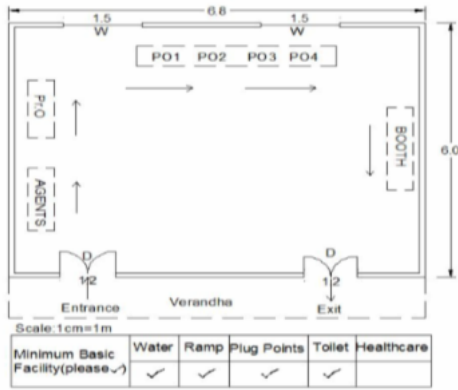 6.8
1.5
W
1.5
W
PO1 PO2 PO3 PO4
PrO
6.0
BOOTH
AGENTS
D
1.2
D
1.2
Entrance
Verandha
Exit
Scale:1cm=1m
Minimum Basic Facility(please✓)
Water
Ramp
Plug Points
Toilet
Healthcare
✓ ✓ ✓ ✓